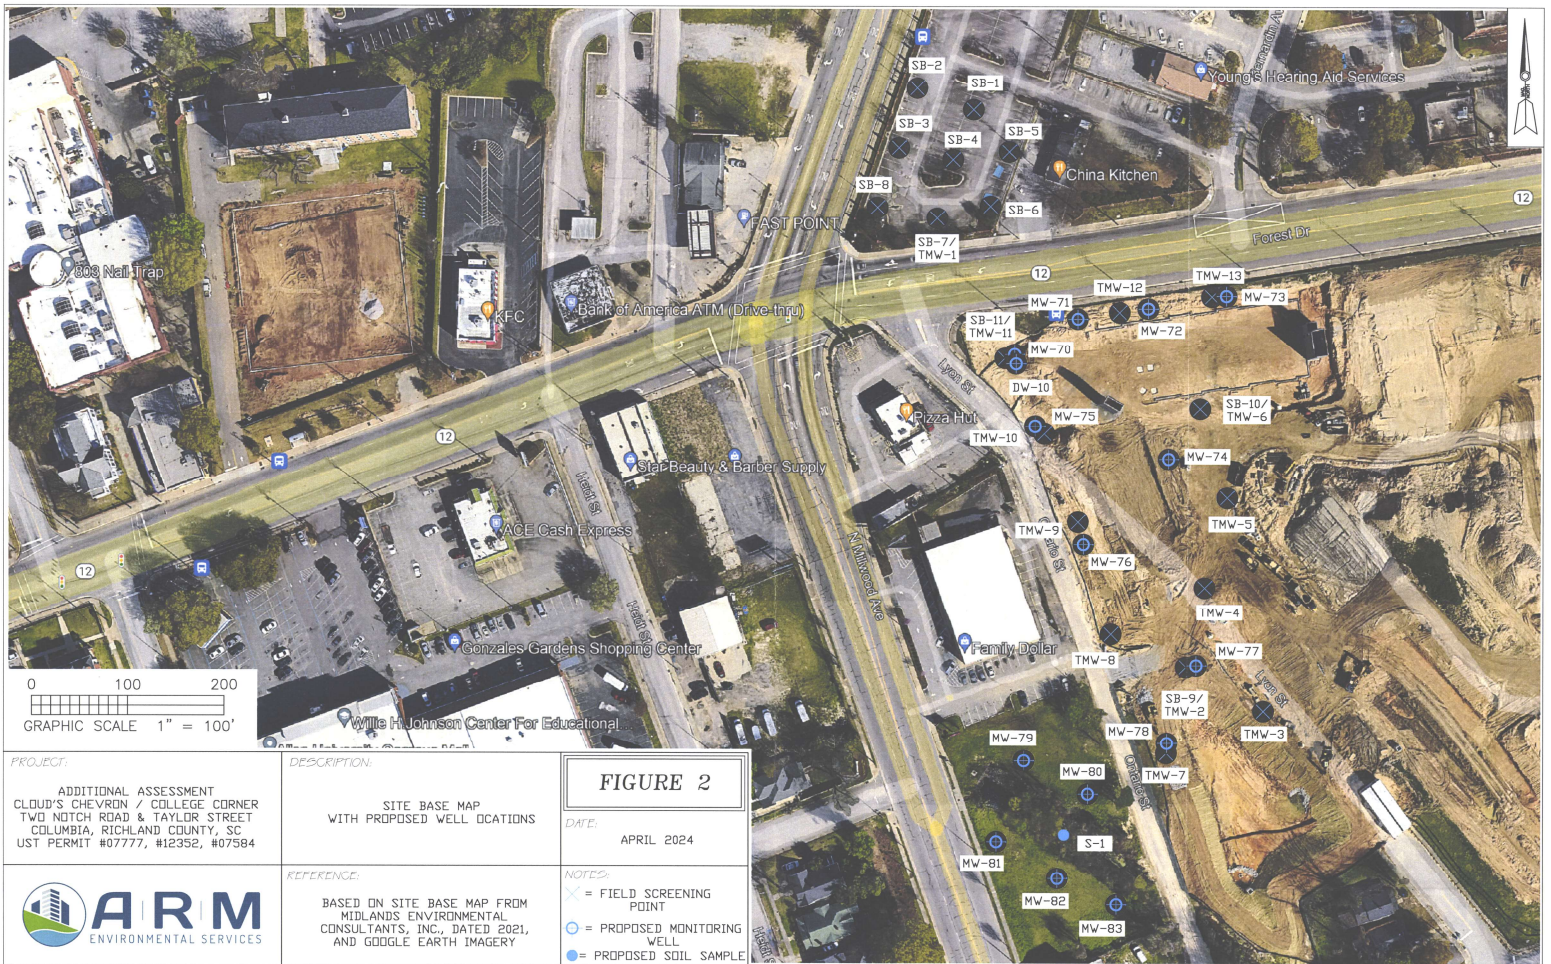 SB-2
SB-1
Young's Hearing Aid Services
SB-3
SB-4
SB-5
China Kitchen
SB-8
SB-6
12
FAST POINT
SB-7/
TMW-1
Forest Dr
803 Nail Trap
12
TMW-13
TMW-12
MW-73
MW-71
KFC
Bank of America ATM (Drive-thru)
SB-11/
TMW-11
MW-72
MW-70
Lyon St
DW-10
SB-10/
TMW-6
Pizza Hut
MW-75
TMW-10
12
MW-74
Star Beauty & Barber Supply
Heidt St
TMW-5
ACE Cash Express
TMW-9
N Millwood Ave
MW-76
12
TMW-4
Heidt St
Gonzales Gardens Shopping Center
Family Dollar
TMW-8
MW-77
0 100 200
GRAPHIC SCALE 1" = 100'
Lyon St
SB-9/
TMW-2
Willie H Johnson Center For Educational...
TMW-3
MW-78
MW-79
TMW-7
MW-80
Ontario St
S-1
MW-81
MW-82
MW-83
Heidt St
PROJECT:
ADDITIONAL ASSESSMENT
CLOUD'S CHEVRON / COLLEGE CORNER
TWO NOTCH ROAD & TAYLOR STREET
COLUMBIA, RICHLAND COUNTY, SC
UST PERMIT #07777, #12352, #07584
DESCRIPTION:
SITE BASE MAP
WITH PROPOSED WELL OCATIONS
FIGURE 2
DATE:
APRIL 2024
ARM
ENVIRONMENTAL SERVICES
REFERENCE:
BASED ON SITE BASE MAP FROM
MIDLANDS ENVIRONMENTAL
CONSULTANTS, INC., DATED 2021,
AND GOOGLE EARTH IMAGERY
NOTES:
= FIELD SCREENING
POINT
= PROPOSED MONITORING
WELL
= PROPOSED SOIL SAMPLE